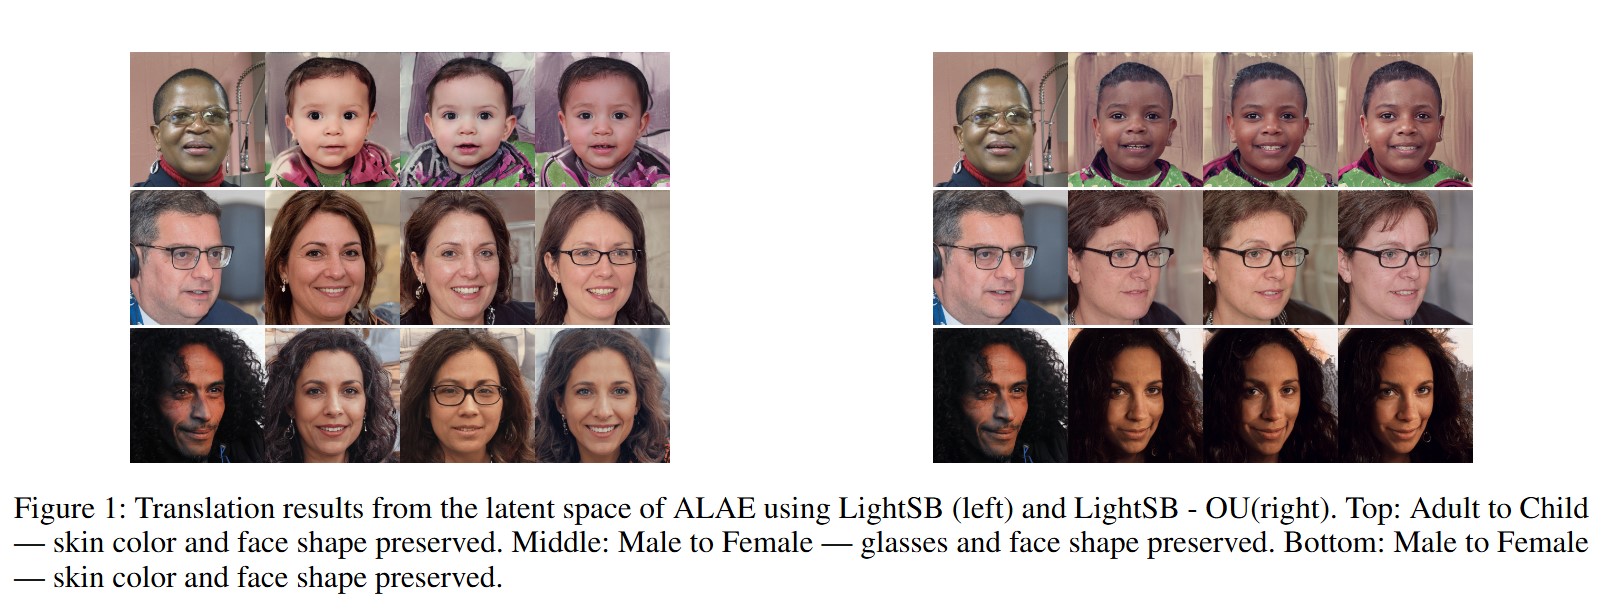 Figure 1: Translation results from the latent space of ALAE using LightSB (left) and LightSB - OU(right). Top: Adult to Child
— skin color and face shape preserved. Middle: Male to Female — glasses and face shape preserved. Bottom: Male to Female
— skin color and face shape preserved.